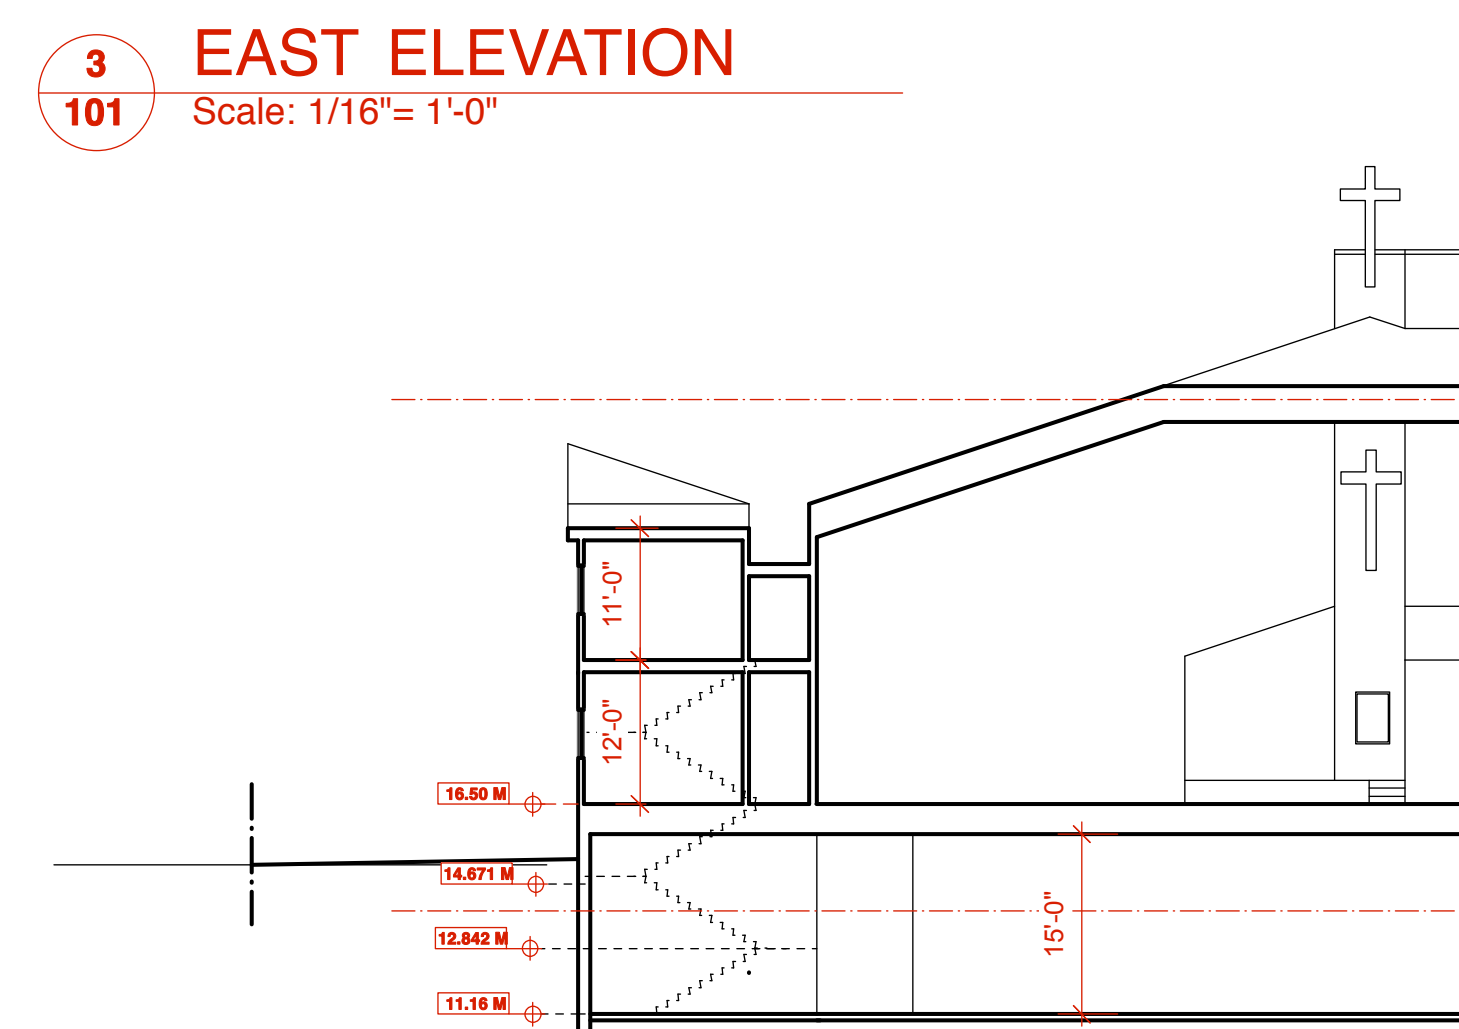 3
101
EAST ELEVATION
Scale: 1/16"= 1'-0"
11'-0"
12'-0"
16.50 M
14.671 M
15'-0"
12.842 M
11.16 M